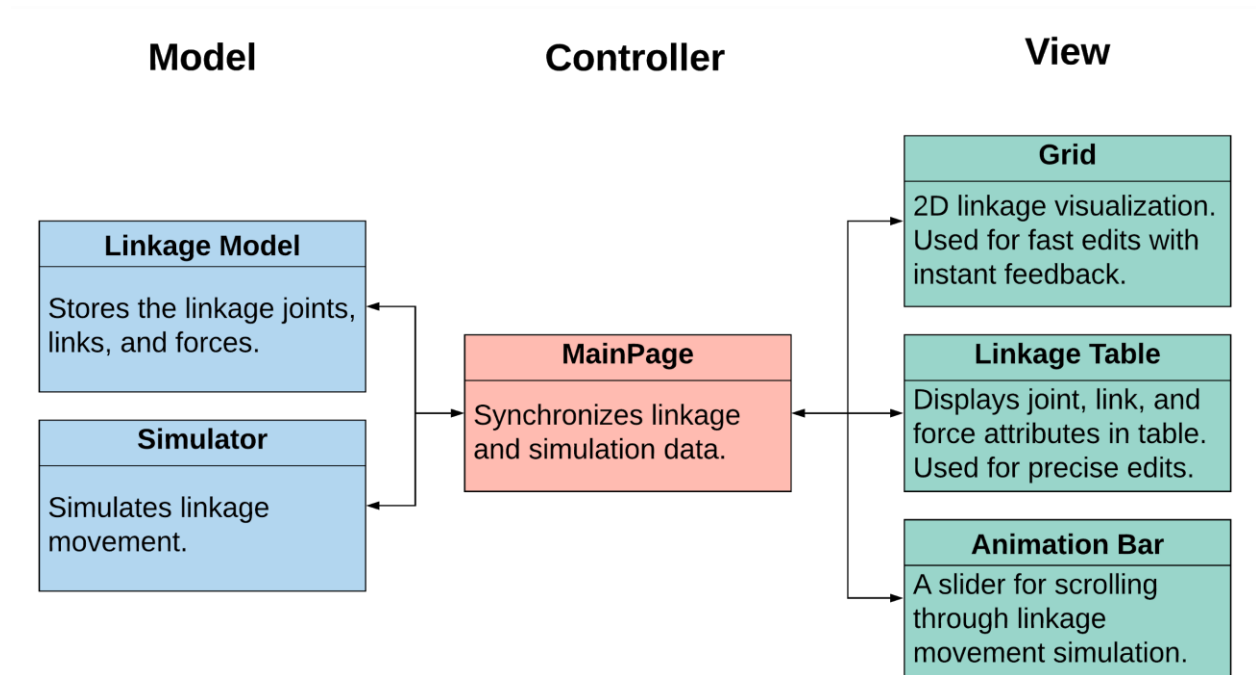 Model
Controller
View
Linkage Model
Stores the linkage joints,
links, and forces.
Simulator
Simulates linkage
movement.
MainPage
Synchronizes linkage
and simulation data.
Grid
2D linkage visualization.
Used for fast edits with
instant feedback.
Linkage Table
Displays joint, link, and
force attributes in table.
Used for precise edits.
Animation Bar
A slider for scrolling
through linkage
movement simulation.